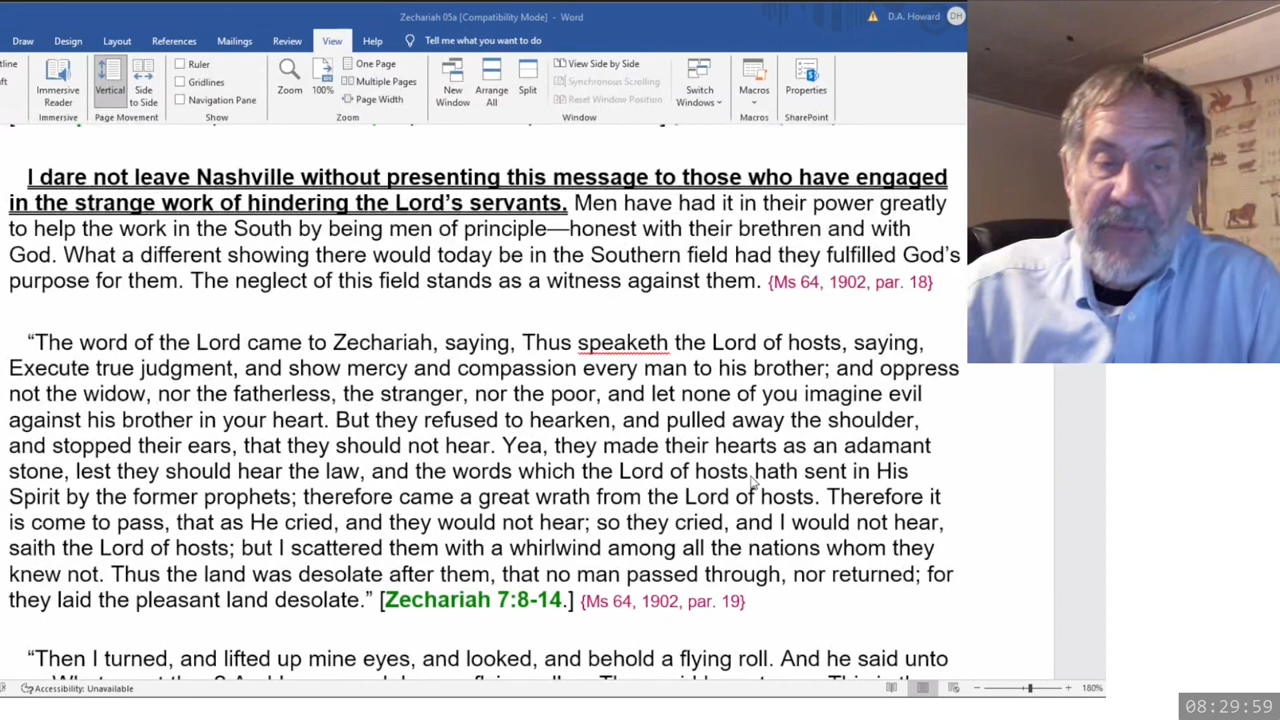 Zechariah 05a [Compatibility Mode] - Word
D.A. Howard DH
Draw Design Layout References Mailings Review View Help Tell me what you want to do
Immersive Reader
Vertical
Side to Side
Ruler
Gridlines
Navigation Pane
Zoom
100%
One Page
Multiple Pages
Page Width
New Window
Arrange All
Split
View Side by Side
Synchronous Scrolling
Reset Window Position
Switch Windows
Macros
Properties
Immersive Page Movement Show Zoom Window Macros SharePoint
I dare not leave Nashville without presenting this message to those who have engaged
in the strange work of hindering the Lord’s servants. Men have had it in their power greatly
to help the work in the South by being men of principle—honest with their brethren and with
God. What a different showing there would today be in the Southern field had they fulfilled God’s
purpose for them. The neglect of this field stands as a witness against them. {Ms 64, 1902, par. 18}
“The word of the Lord came to Zechariah, saying, Thus speaketh the Lord of hosts, saying,
Execute true judgment, and show mercy and compassion every man to his brother; and oppress
not the widow, nor the fatherless, the stranger, nor the poor, and let none of you imagine evil
against his brother in your heart. But they refused to hearken, and pulled away the shoulder,
and stopped their ears, that they should not hear. Yea, they made their hearts as an adamant
stone, lest they should hear the law, and the words which the Lord of hosts hath sent in His
Spirit by the former prophets; therefore came a great wrath from the Lord of hosts. Therefore it
is come to pass, that as He cried, and they would not hear; so they cried, and I would not hear,
saith the Lord of hosts; but I scattered them with a whirlwind among all the nations whom they
knew not. Thus the land was desolate after them, that no man passed through, nor returned; for
they laid the pleasant land desolate.” [Zechariah 7:8-14.] {Ms 64, 1902, par. 19}
“Then I turned, and lifted up mine eyes, and looked, and behold a flying roll. And he said unto
Accessibility: Unavailable
180%
08:29:59